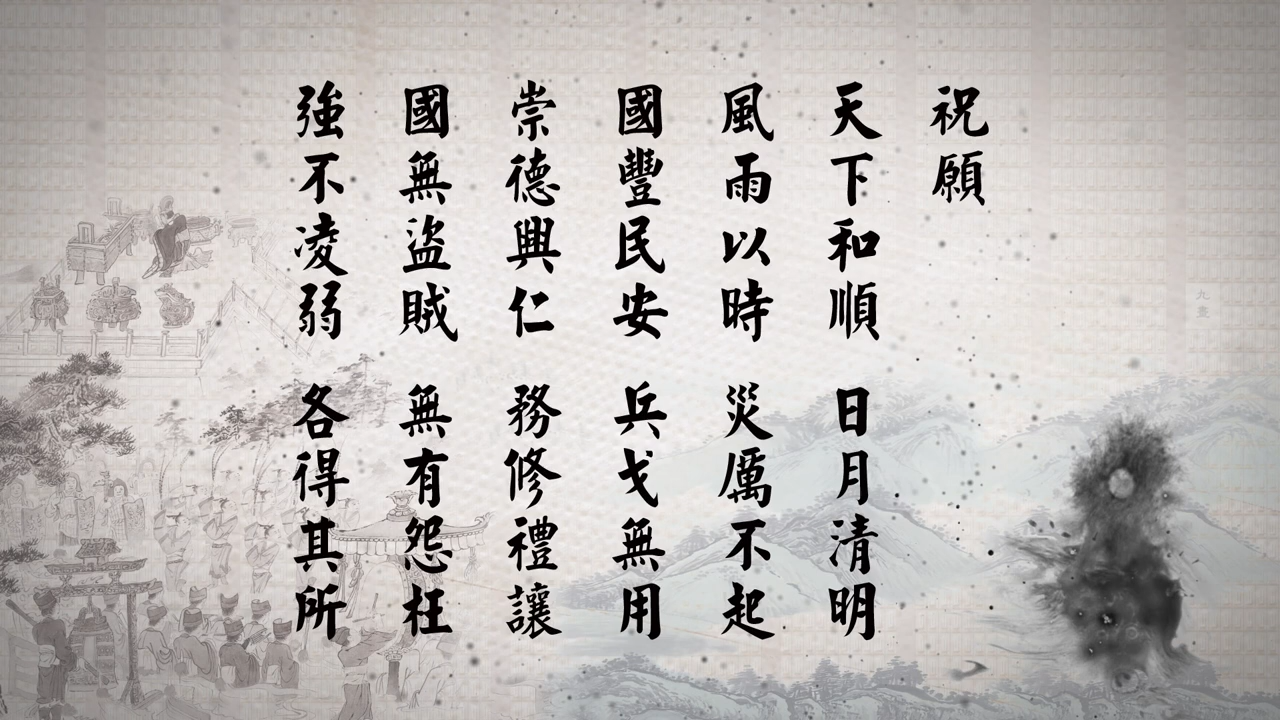 祝願
天下和順 日月清明
風雨以時 災厲不起
國豐民安 兵戈無用
崇德興仁 務修禮讓
國無盜賊 無有怨枉
強不凌弱 各得其所